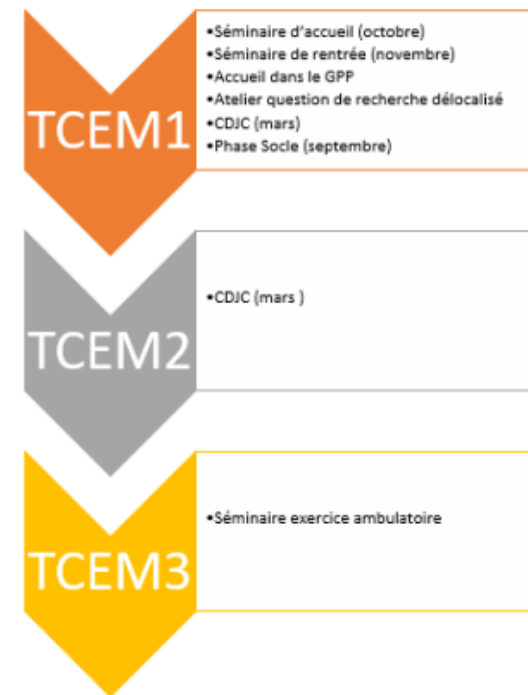 TCEM1
•Séminaire d'accueil (octobre)
•Séminaire de rentrée (novembre)
•Accueil dans le GPP
•Atelier question de recherche délocalisé
•CDJC (mars)
•Phase Socle (septembre)
TCEM2
•CDJC (mars )
TCEM3
•Séminaire exercice ambulatoire